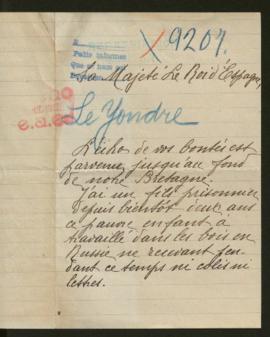 9207.
Sa Majesté Le Roi d'Espagne,
Le Yondre
L'écho de vos bontés est
parvenu jusqu'au fond
de notre Bretagne.
J'ai un fils prisonnier
depuis bientôt deux ans
ce pauvre enfant à
travaillé dans les bois en
Russie ne recevant pen-
dant ce temps ni colis ni
lettres.